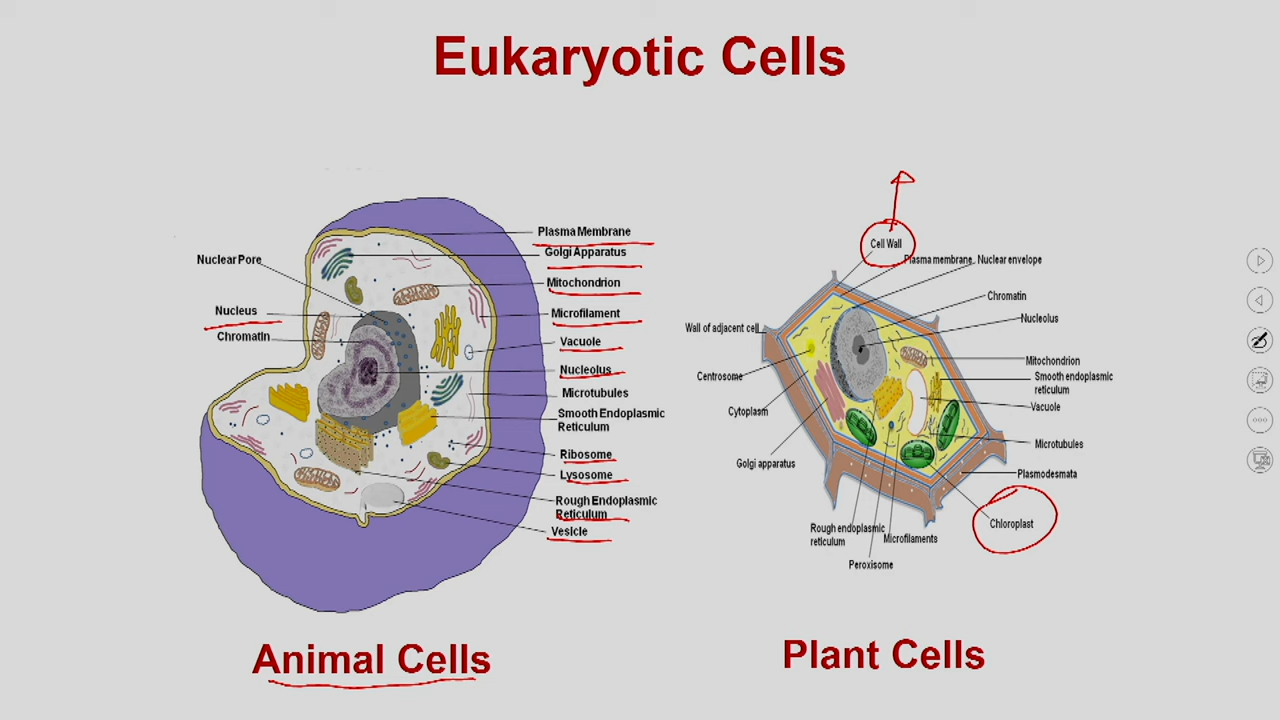 Eukaryotic Cells
Plasma Membrane
Golgi Apparatus
Nuclear Pore
Mitochondrion
Nucleus
Microfilament
Chromatin
Vacuole
Nucleolus
Microtubules
Smooth Endoplasmic
Reticulum
Ribosome
Lysosome
Rough Endoplasmic
Reticulum
Vesicle
Animal Cells
Cell Wall
Plasma membrane
Nuclear envelope
Chromatin
Nucleolus
Wall of adjacent cell
Mitochondrion
Centrosome
Smooth endoplasmic
reticulum
Vacuole
Cytoplasm
Microtubules
Golgi apparatus
Plasmodesmata
Chloroplast
Rough endoplasmic
reticulum
Microfilaments
Peroxisome
Plant Cells